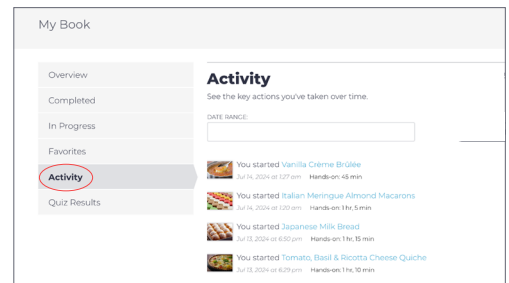 My Book
Overview
Completed
In Progress
Favorites
Activity
Quiz Results
Activity
See the key actions you've taken over time.
DATE RANGE:
You started Vanilla Crème Brûlée
Jul 14, 2024 at 1:27 am Hands-on: 45 min
You started Italian Meringue Almond Macarons
Jul 14, 2024 at 1:20 am Hands-on: 1 hr, 5 min
You started Japanese Milk Bread
Jul 13, 2024 at 6:50 pm Hands-on: 1 hr, 15 min
You started Tomato, Basil & Ricotta Cheese Quiche
Jul 13, 2024 at 6:29 pm Hands-on: 1 hr, 10 min